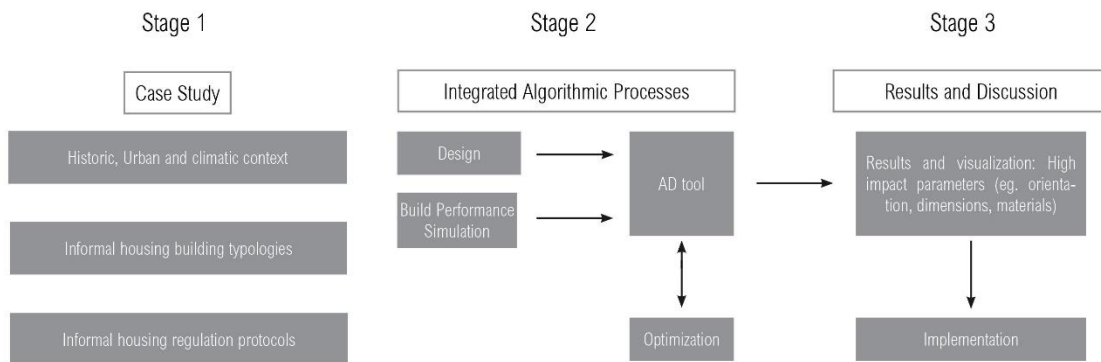 Stage 1
Case Study
Historic, Urban and climatic context
Informal housing building typologies
Informal housing regulation protocols
Stage 2
Integrated Algorithmic Processes
Design
Build Performance
Simulation
AD tool
Optimization
Stage 3
Results and Discussion
Results and visualization: High
impact parameters (eg. orienta-
tion, dimensions, materials)
Implementation